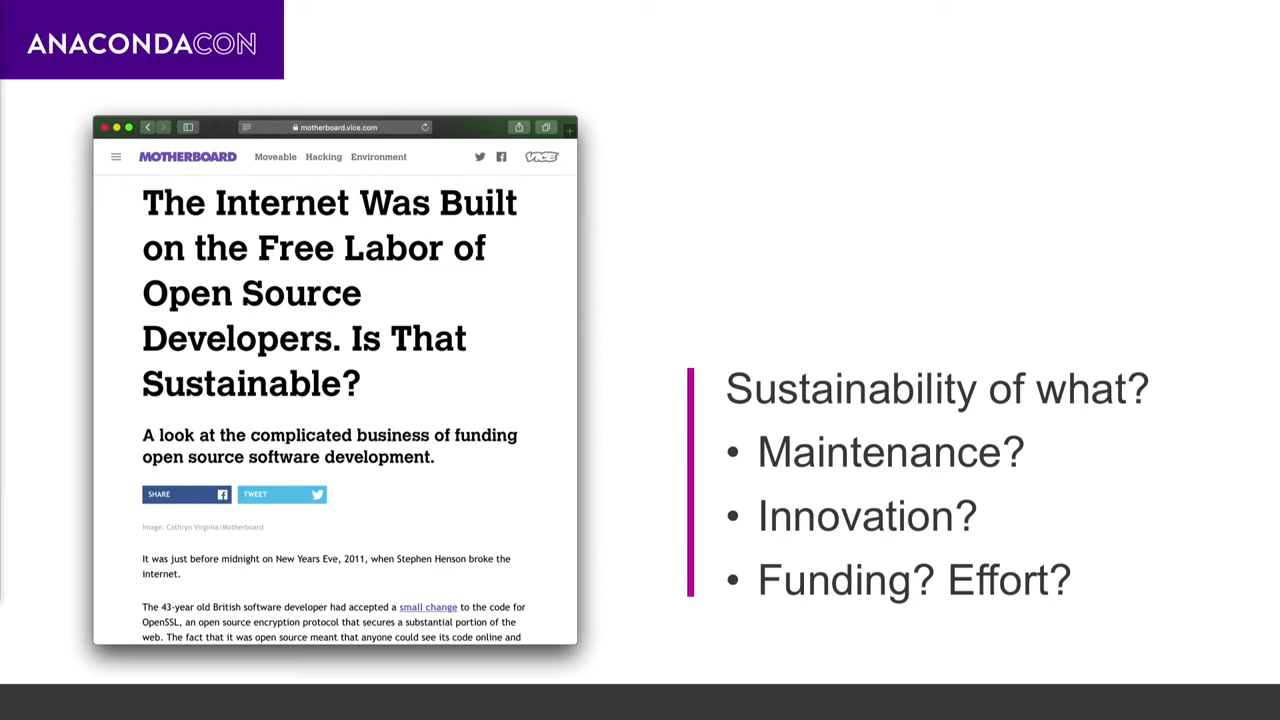 ANACONDACON
motherboard.vice.com
MOTHERBOARD Moveable Hacking Environment VICE
The Internet Was Built
on the Free Labor of
Open Source
Developers. Is That
Sustainable?
A look at the complicated business of funding
open source software development.
SHARE TWEET
Image: Cathryn Virginia/Motherboard
It was just before midnight on New Years Eve, 2011, when Stephen Henson broke the
internet.
The 43-year old British software developer had accepted a small change to the code for
OpenSSL, an open source encryption protocol that secures a substantial portion of the
web. The fact that it was open source meant that anyone could see its code online and
Sustainability of what?
• Maintenance?
• Innovation?
• Funding? Effort?